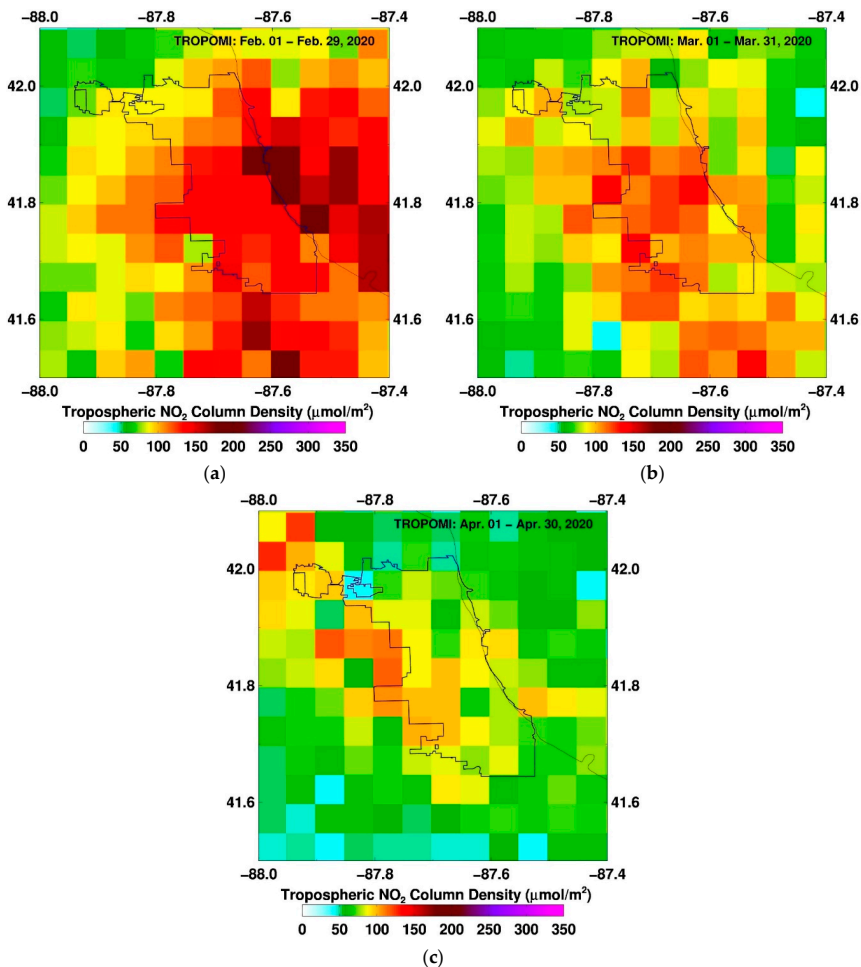 −88.0 −87.8 −87.6 −87.4
−88.0 −87.8 −87.6 −87.4
TROPOMI: Feb. 01 − Feb. 29, 2020
TROPOMI: Mar. 01 − Mar. 31, 2020
42.0 42.0
42.0 42.0
41.8 41.8
41.8 41.8
41.6 41.6
41.6 41.6
−88.0 −87.8 −87.6 −87.4
−88.0 −87.8 −87.6 −87.4
Tropospheric NO₂ Column Density (μmol/m²)
Tropospheric NO₂ Column Density (μmol/m²)
0 50 100 150 200 250 300 350
0 50 100 150 200 250 300 350
(a)
(b)
−88.0 −87.8 −87.6 −87.4
TROPOMI: Apr. 01 − Apr. 30, 2020
42.0 42.0
41.8 41.8
41.6 41.6
−88.0 −87.8 −87.6 −87.4
Tropospheric NO₂ Column Density (μmol/m²)
0 50 100 150 200 250 300 350
(c)